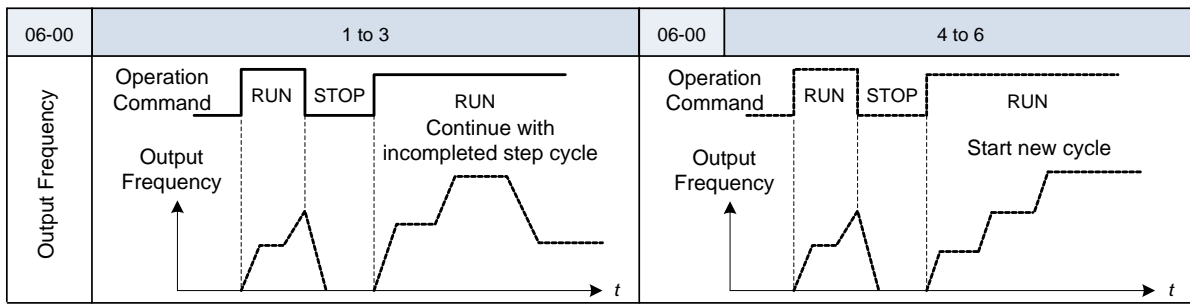 06-00
1 to 3
06-00
4 to 6
Output Frequency
Operation
Command
RUN
STOP
RUN
Continue with
incompleted step cycle
Output
Frequency
t
Operation
Command
RUN
STOP
RUN
Start new cycle
Output
Frequency
t